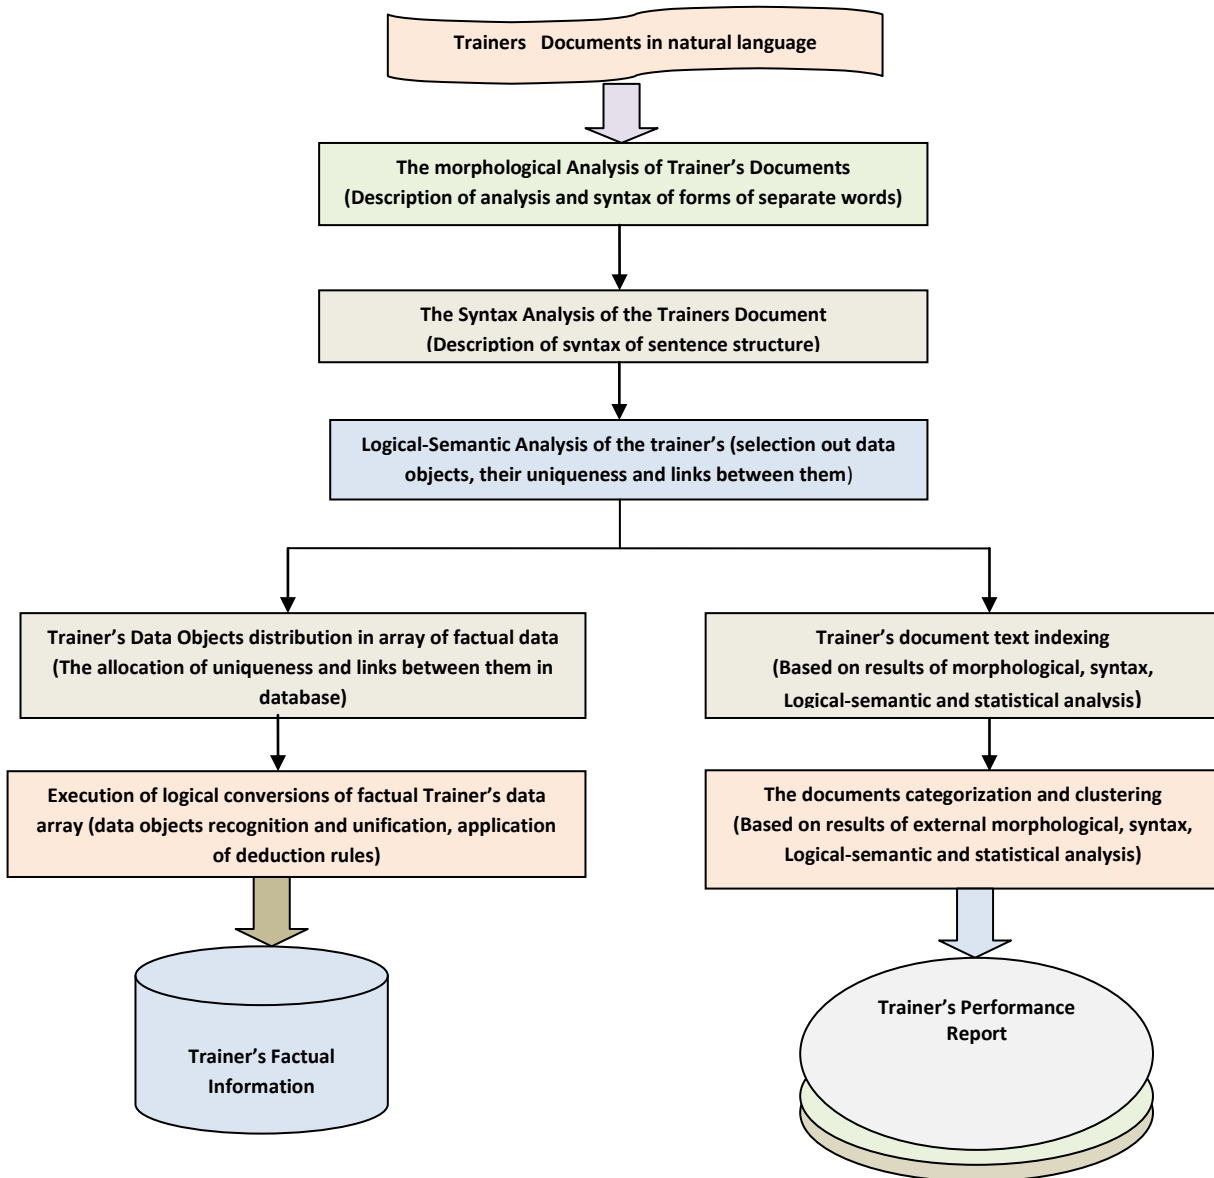 Trainers Documents in natural language
The morphological Analysis of Trainer’s Documents
(Description of analysis and syntax of forms of separate words)
The Syntax Analysis of the Trainers Document
(Description of syntax of sentence structure)
Logical-Semantic Analysis of the trainer’s (selection out data
objects, their uniqueness and links between them)
Trainer’s Data Objects distribution in array of factual data
(The allocation of uniqueness and links between them in
database)
Trainer’s document text indexing
(Based on results of morphological, syntax,
Logical-semantic and statistical analysis)
Execution of logical conversions of factual Trainer’s data
array (data objects recognition and unification, application
of deduction rules)
The documents categorization and clustering
(Based on results of external morphological, syntax,
Logical-semantic and statistical analysis)
Trainer’s Factual
Information
Trainer’s Performance
Report